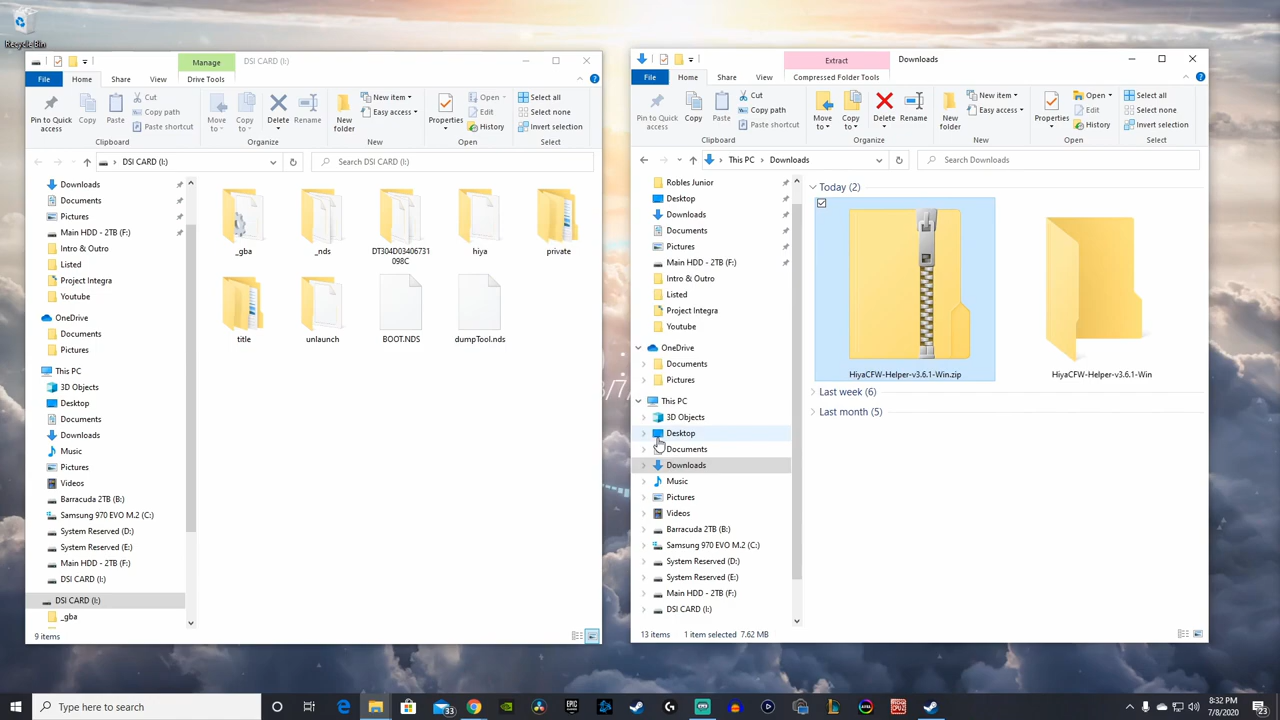 Recycle Bin
Manage
DSI CARD (I:)
File
Home
Share
View
Drive Tools
Pin to Quick access
Copy
Paste
Cut
Copy path
Paste shortcut
Clipboard
Move to
Copy to
Delete
Rename
Organize
New folder
New item
Easy access
New
Properties
Open
Edit
History
Open
Select all
Select none
Invert selection
Select
DSI CARD (I:)
Search DSI CARD (I:)
Downloads
Documents
Pictures
Main HDD - 2TB (F:)
Intro & Outro
Listed
Project Integra
Youtube
OneDrive
Documents
Pictures
This PC
3D Objects
Desktop
Documents
Downloads
Music
Pictures
Videos
Barracuda 2TB (B:)
Samsung 970 EVO M.2 (C:)
System Reserved (D:)
System Reserved (E:)
Main HDD - 2TB (F:)
DSI CARD (I:)
DSI CARD (I:)
_gba
_gba
_nds
DT304D03406731
098C
hiya
private
title
unlaunch
BOOT.NDS
dumpTool.nds
9 items
Extract
Downloads
File
Home
Share
View
Compressed Folder Tools
Pin to Quick access
Copy
Paste
Cut
Copy path
Paste shortcut
Clipboard
Move to
Copy to
Delete
Rename
Organize
New folder
New item
Easy access
New
Properties
Open
Edit
History
Open
Select all
Select none
Invert selection
Select
This PC
Downloads
Search Downloads
Robles Junior
Desktop
Downloads
Documents
Pictures
Main HDD - 2TB (F:)
Intro & Outro
Listed
Project Integra
Youtube
OneDrive
Documents
Pictures
This PC
3D Objects
Desktop
Documents
Downloads
Music
Pictures
Videos
Barracuda 2TB (B:)
Samsung 970 EVO M.2 (C:)
System Reserved (D:)
System Reserved (E:)
Main HDD - 2TB (F:)
DSI CARD (I:)
Today (2)
HiyaCFW-Helper-v3.6.1-Win.zip
HiyaCFW-Helper-v3.6.1-Win
Last week (6)
Last month (5)
13 items
1 item selected 7.62 MB
Type here to search
33
8:32 PM
7/8/2020
23